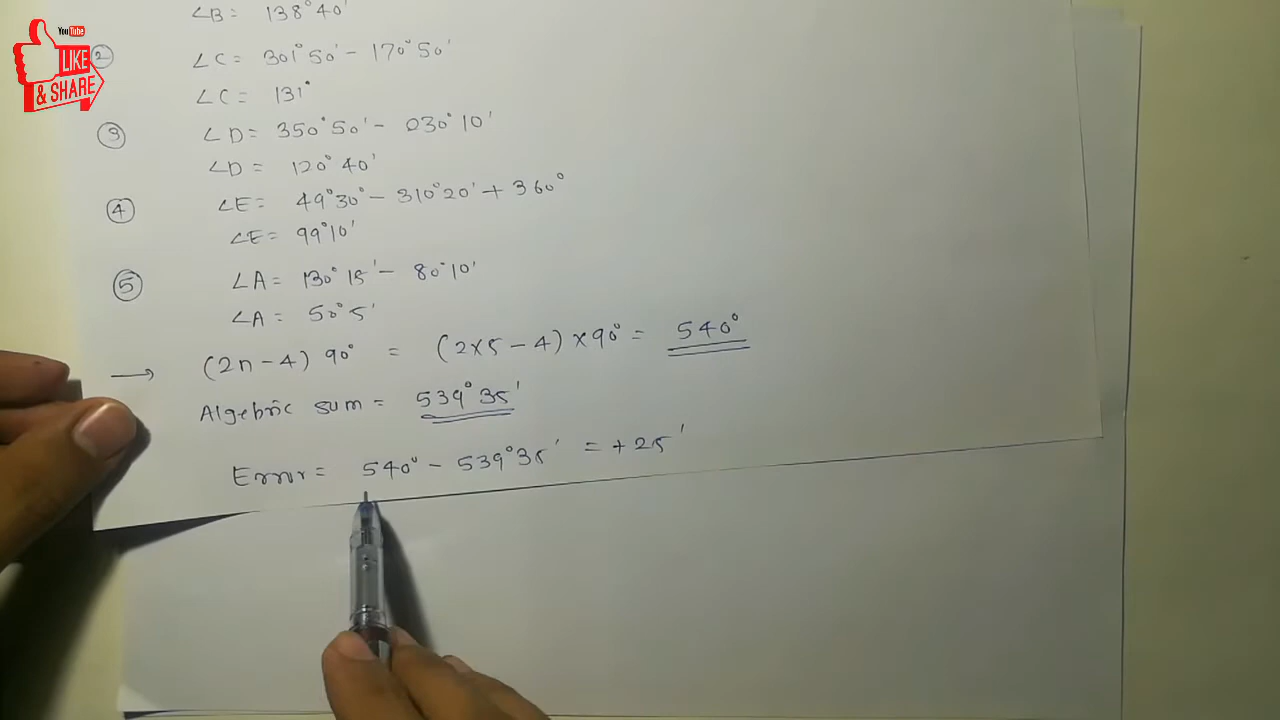 ∠B = 138°40'
YouTube
LIKE
& SHARE
② ∠C = 301°50' - 170°50'
∠C = 131°
③ ∠D = 350°50' - 030°10'
∠D = 120°40'
④ ∠E = 49°30° - 310°20' + 360°
∠E = 99°10'
⑤ ∠A = 130°15' - 80°10'
∠A = 50°5'
→ (2n-4) 90° = (2×5-4)×90° = 540°
Algebric sum = 539°35'
Error = 540° - 539°35' = +25'